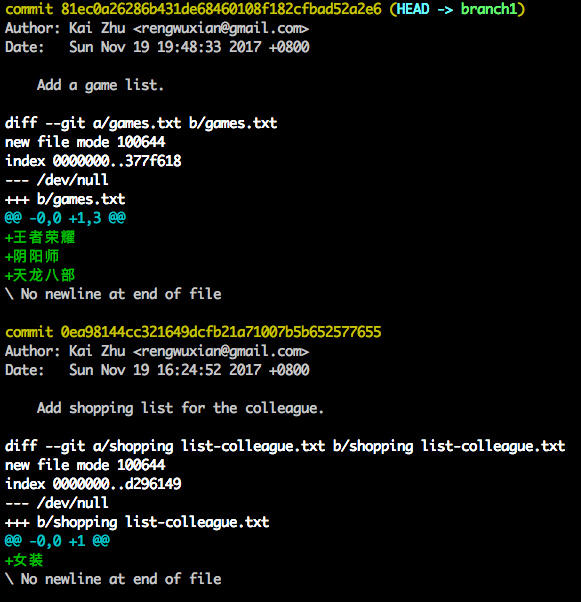 commit 81ec0a26286b431de68460108f182cfbad52a2e6 (HEAD -> branch1)
Author: Kai Zhu <rengwuxian@gmail.com>
Date:   Sun Nov 19 19:48:33 2017 +0800
    Add a game list.
diff --git a/games.txt b/games.txt
new file mode 100644
index 0000000..377f618
--- /dev/null
+++ b/games.txt
@@ -0,0 +1,3 @@
+王者荣耀
+阴阳师
+天龙八部
\ No newline at end of file
commit 0ea98144cc321649dcfb21a71007b5b652577655
Author: Kai Zhu <rengwuxian@gmail.com>
Date:   Sun Nov 19 16:24:52 2017 +0800
    Add shopping list for the colleague.
diff --git a/shopping list-colleague.txt b/shopping list-colleague.txt
new file mode 100644
index 0000000..d296149
--- /dev/null
+++ b/shopping list-colleague.txt
@@ -0,0 +1 @@
+女装
\ No newline at end of file